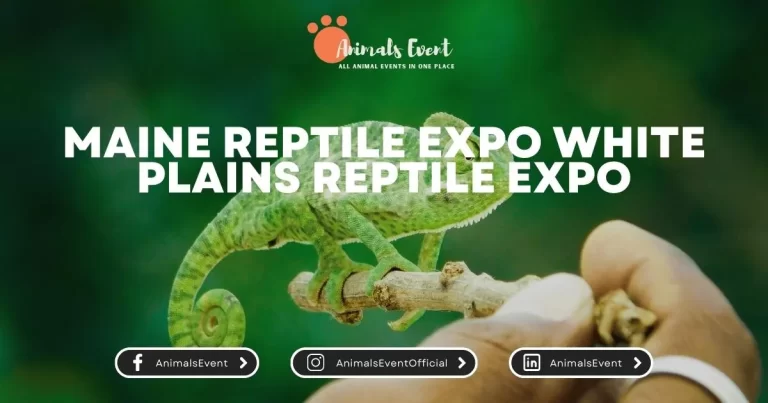 Animals Event
ALL ANIMAL EVENTS IN ONE PLACE
MAINE REPTILE EXPO WHITE
PLAINS REPTILE EXPO
AnimalsEvent
AnimalsEventOfficial
AnimalsEvent